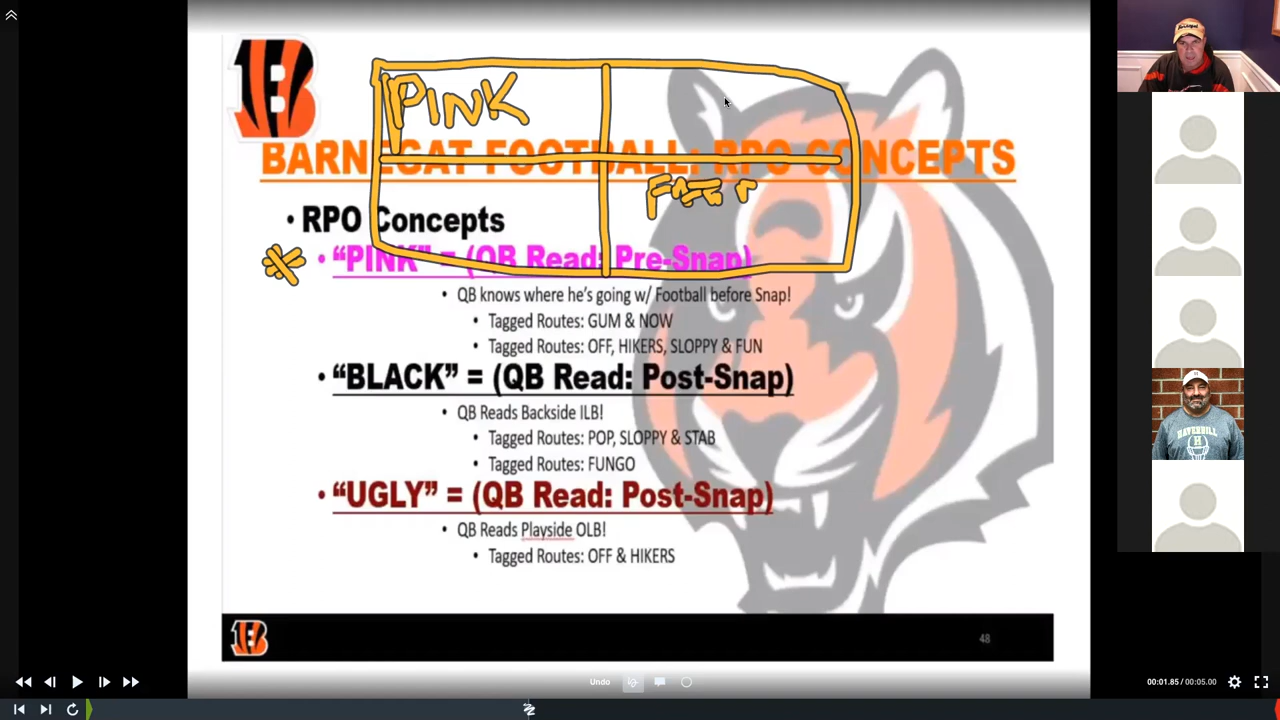 PINK
BARNEGAT FOOTBALL: RPO CONCEPTS
• RPO Concepts
• “PINK” = (QB Read: Pre-Snap)
• QB knows where he’s going w/ Football before Snap!
• Tagged Routes: GUM & NOW
• Tagged Routes: OFF, HIKERS, SLOPPY & FUN
• “BLACK” = (QB Read: Post-Snap)
• QB Reads Backside ILB!
• Tagged Routes: POP, SLOPPY & STAB
• Tagged Routes: FUNGO
• “UGLY” = (QB Read: Post-Snap)
• QB Reads Playside OLB!
• Tagged Routes: OFF & HIKERS
48
HAVERHILL
H
Undo
00:01.85 / 00:05.00